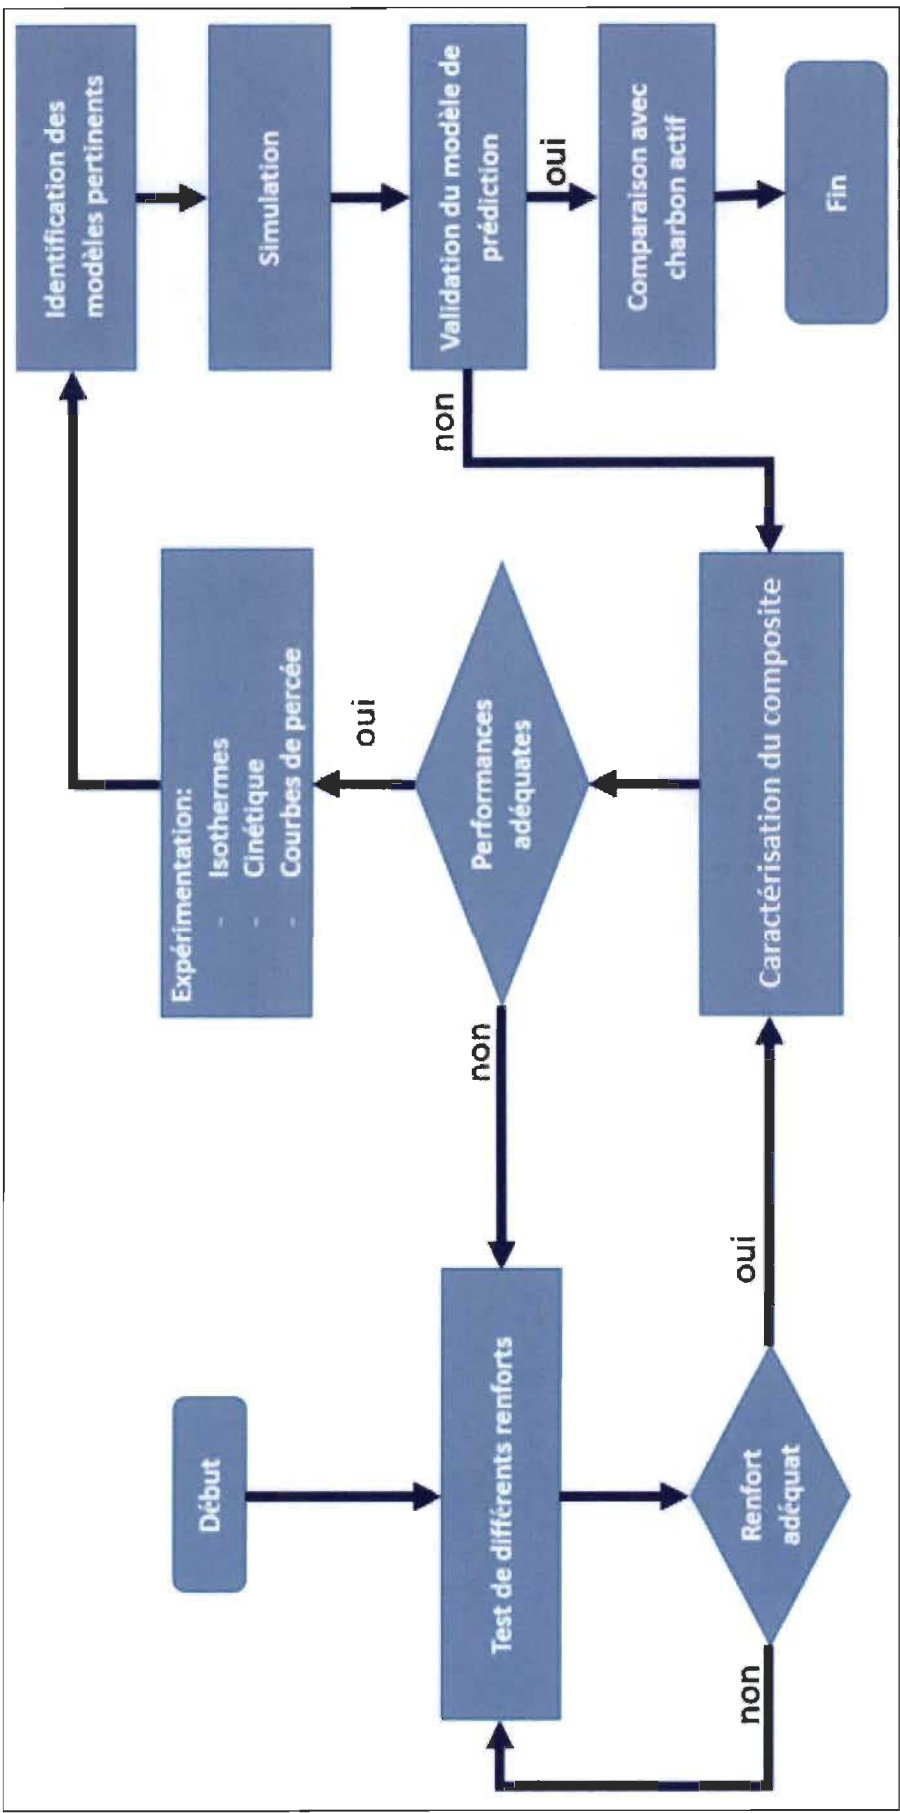 Début
Test de différents renforts
Renfort
adéquat
non
oui
Caractérisation du composite
Performances
adéquates
non
oui
Expérimentation:
- Isothermes
- Cinétique
- Courbes de percée
Identification des
modèles pertinents
Simulation
Validation du modèle de
prédiction
non
oui
Comparaison avec
charbon actif
Fin